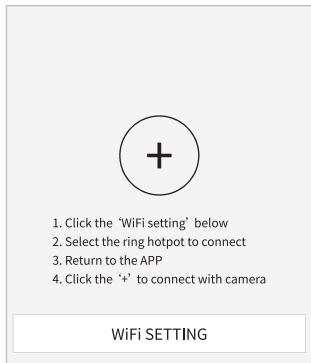 +
1. Click the ‘WiFi setting’ below
2. Select the ring hotpot to connect
3. Return to the APP
4. Click the ‘+’ to connect with camera
WiFi SETTING